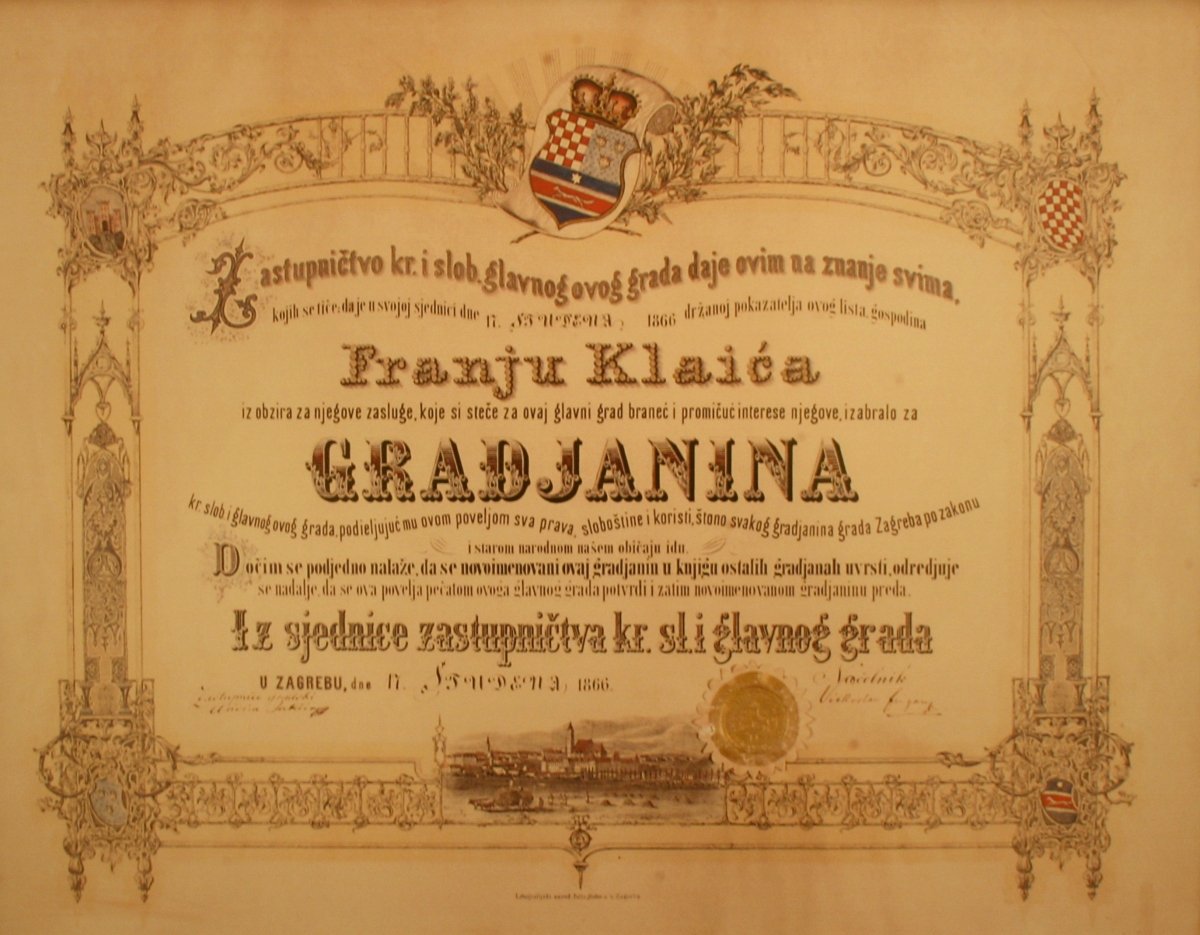 Zastupničtvo kr. i slob. glavnog ovog grada daje ovim na znanje svima,
kojih se tiče: da je u svojoj sjednici dne 17. STUDENA 1866 držanoj pokazatelja ovog lista, gospodina
Franju Klaića
iz obzira za njegove zasluge, koje si steče za ovaj glavni grad braneć i promičuć interese njegove, izabralo za
GRADJANINA
kr. slob. i glavnog ovog grada, podieljujuć mu ovom poveljom sva prava, sloboštine i koristi, štono svakog gradjanina grada Zagreba po zakonu
i starom narodnom našem običaju idu.
Dočim se podjedno nalaže, da se novoimenovani ovaj gradjanin u knjigu ostalih gradjanah uvrsti, odredjuje
se nadalje, da se ova povelja pečatom ovoga glavnog grada potvrdi i zatim novoimenovanom gradjaninu preda.
Iz sjednice zastupničtva kr. sl. i glavnog grada
U ZAGREBU, dne 17. STUDENA 1866.
Načelnik